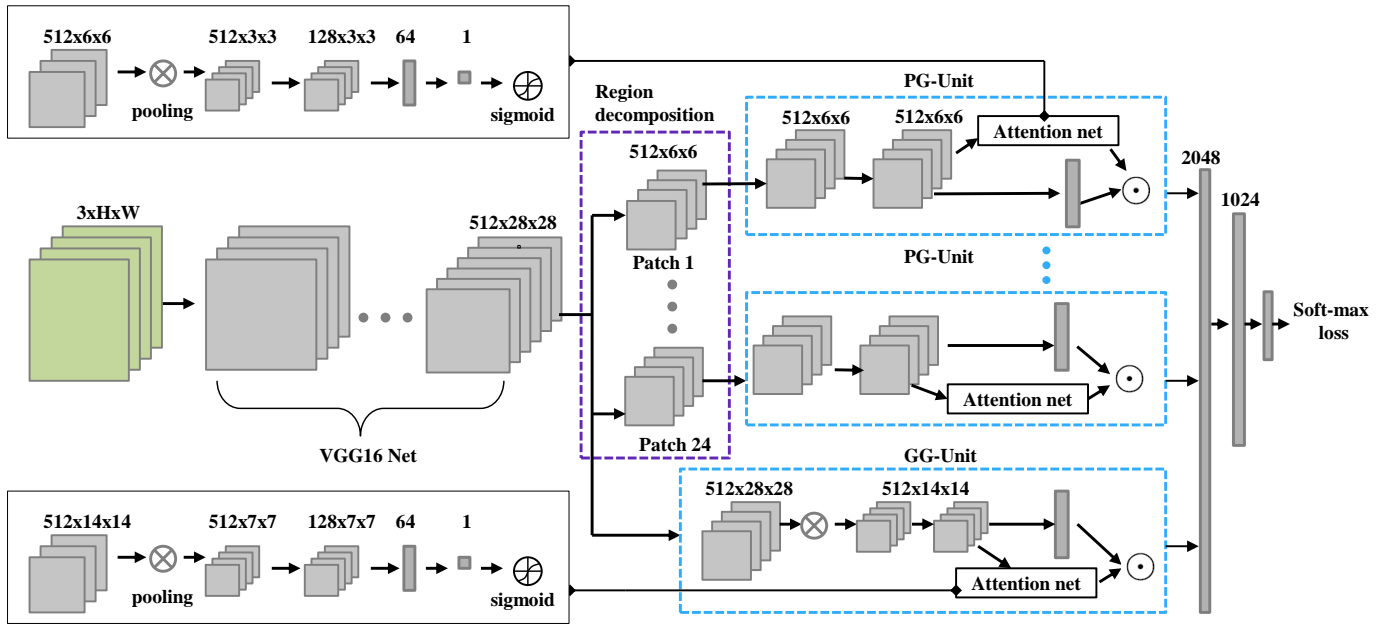 512x6x6
512x3x3
128x3x3
64
1
pooling
sigmoid
Region
decomposition
512x6x6
Patch 1
Patch 24
PG-Unit
512x6x6
512x6x6
Attention net
3xHxW
512x28x28
VGG16 Net
PG-Unit
Attention net
GG-Unit
512x28x28
512x14x14
Attention net
2048
1024
Soft-max
loss
512x14x14
512x7x7
128x7x7
64
1
pooling
sigmoid